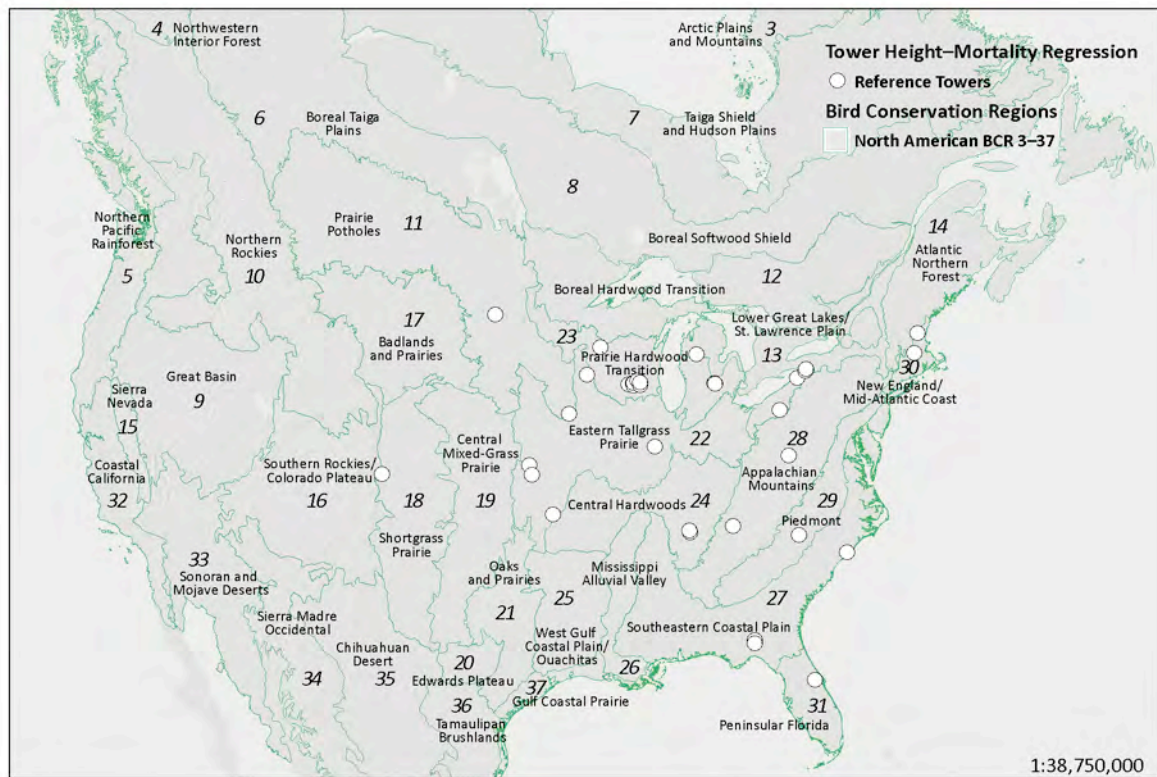 4 Northwestern
Interior Forest
Arctic Plains
and Mountains 3
Tower Height–Mortality Regression
Reference Towers
Bird Conservation Regions
North American BCR 3–37
6
Boreal Taiga
Plains
7
Taiga Shield
and Hudson Plains
8
Northern
Pacific
Rainforest
5
Northern
Rockies
10
Prairie
Potholes
11
Boreal Softwood Shield
14
Atlantic
Northern
Forest
12
Boreal Hardwood Transition
17
Badlands
and Prairies
23
Prairie Hardwood
Transition
Lower Great Lakes/
St. Lawrence Plain
13
30
New England/
Mid-Atlantic Coast
Great Basin
9
Sierra
Nevada
15
Coastal
California
32
Southern Rockies/
Colorado Plateau
16
18
Shortgrass
Prairie
Central
Mixed-Grass
Prairie
19
Eastern Tallgrass
Prairie
22
28
Appalachian
Mountains
29
Piedmont
Central Hardwoods
24
33
Sonoran and
Mojave Deserts
Oaks
and Prairies
21
Mississippi
Alluvial Valley
25
West Gulf
Coastal Plain/
Ouachitas
27
Southeastern Coastal Plain
Sierra Madre
Occidental
34
Chihuahuan
Desert
35
20
Edwards Plateau
26
37
Gulf Coastal Prairie
36
Tamaulipan
Brushlands
31
Peninsular Florida
1:38,750,000